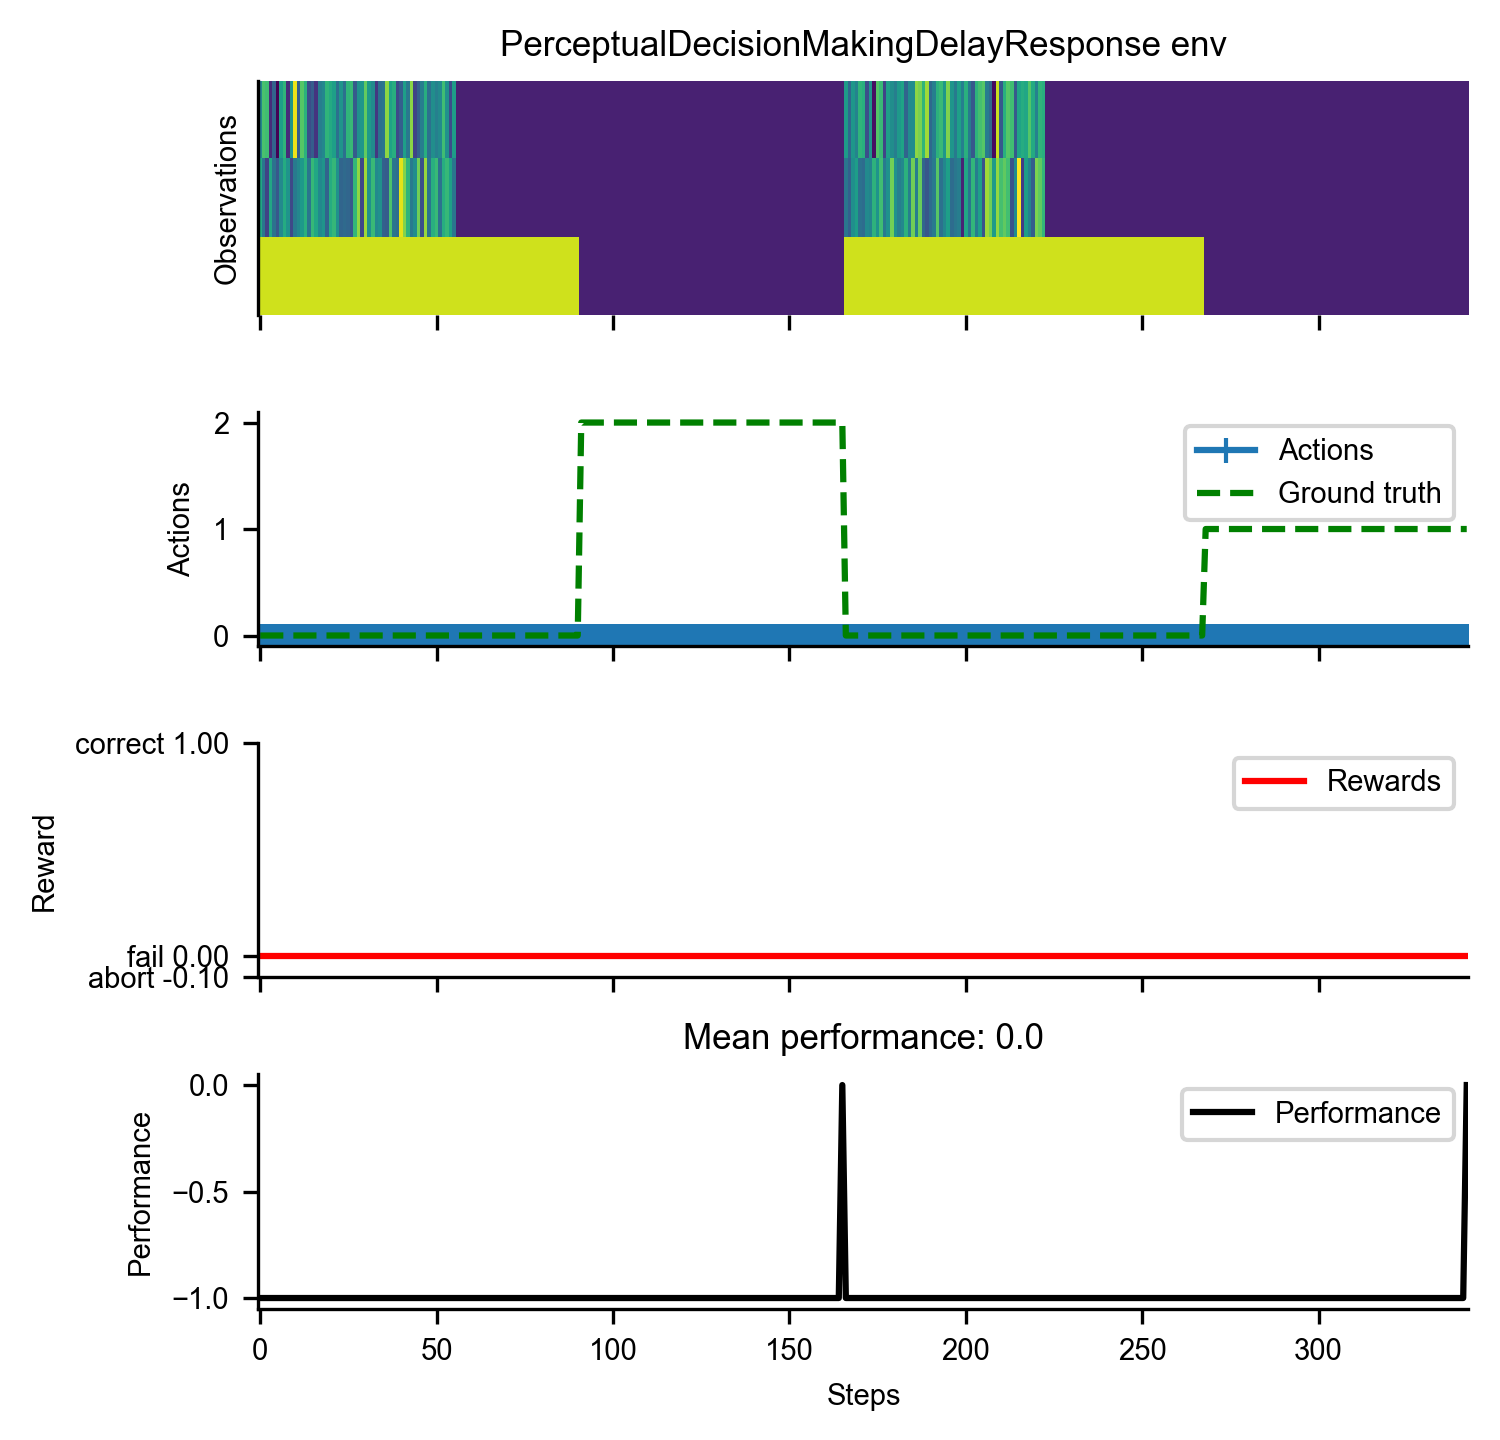 PerceptualDecisionMakingDelayResponse env
Observations
2
1
0
Actions
Actions
Ground truth
correct 1.00
fail 0.00
abort -0.10
Reward
Rewards
Mean performance: 0.0
0.0
−0.5
−1.0
Performance
Performance
0 50 100 150 200 250 300
Steps